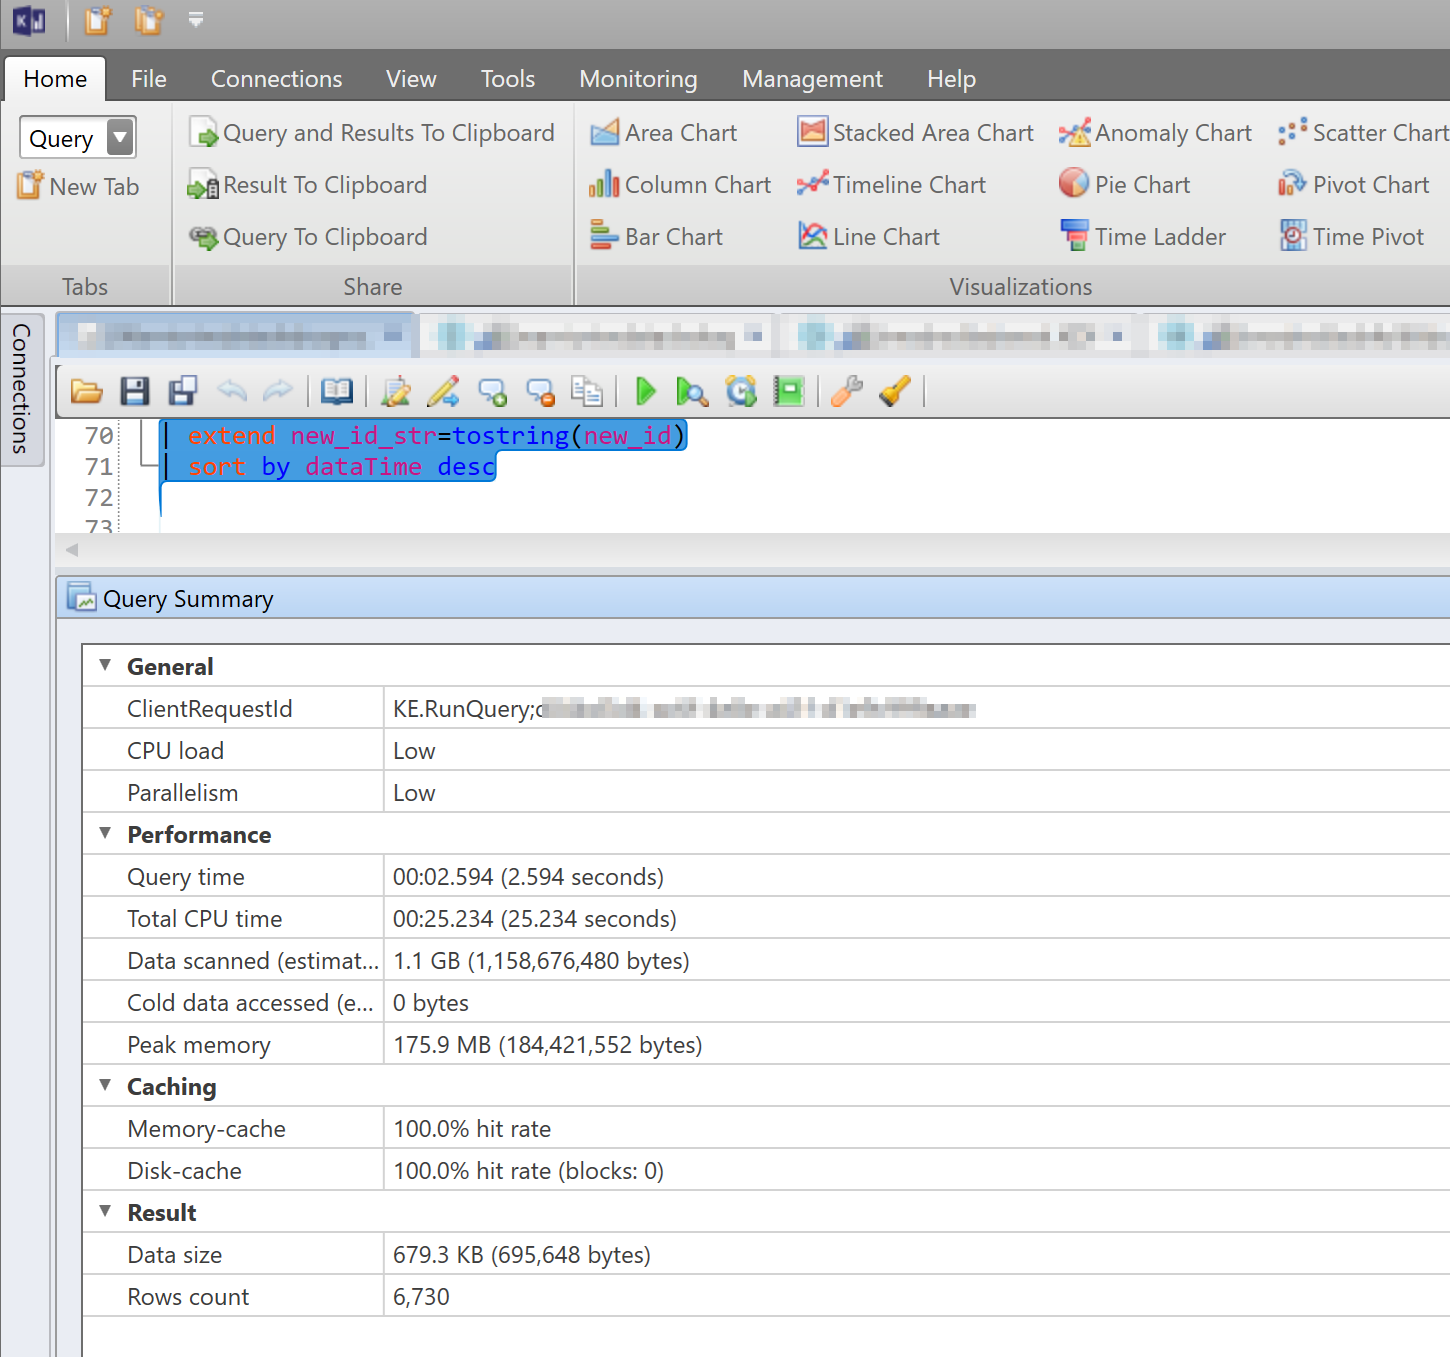 Home File Connections View Tools Monitoring Management Help
Query Query and Results To Clipboard Area Chart Stacked Area Chart Anomaly Chart Scatter Chart
New Tab Result To Clipboard Column Chart Timeline Chart Pie Chart Pivot Chart
Query To Clipboard Bar Chart Line Chart Time Ladder Time Pivot
Tabs Share Visualizations
Connections
70 | extend new_id_str=tostring(new_id)
71 | sort by dataTime desc
72
73
Query Summary
General
ClientRequestId KE.RunQuery;
CPU load Low
Parallelism Low
Performance
Query time 00:02.594 (2.594 seconds)
Total CPU time 00:25.234 (25.234 seconds)
Data scanned (estimat... 1.1 GB (1,158,676,480 bytes)
Cold data accessed (e... 0 bytes
Peak memory 175.9 MB (184,421,552 bytes)
Caching
Memory-cache 100.0% hit rate
Disk-cache 100.0% hit rate (blocks: 0)
Result
Data size 679.3 KB (695,648 bytes)
Rows count 6,730